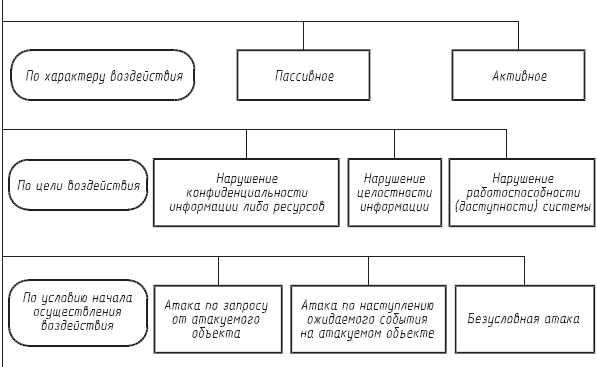 По характеру воздействия
Пассивное
Активное
По цели воздействия
Нарушение
конфиденциальности
информации либо ресурсов
Нарушение
целостности
информации
Нарушение
работоспособности
(доступности) системы
По условию начала
осуществления
воздействия
Атака по запросу
от атакуемого
объекта
Атака по наступлению
ожидаемого события
на атакуемом объекте
Безусловная атака